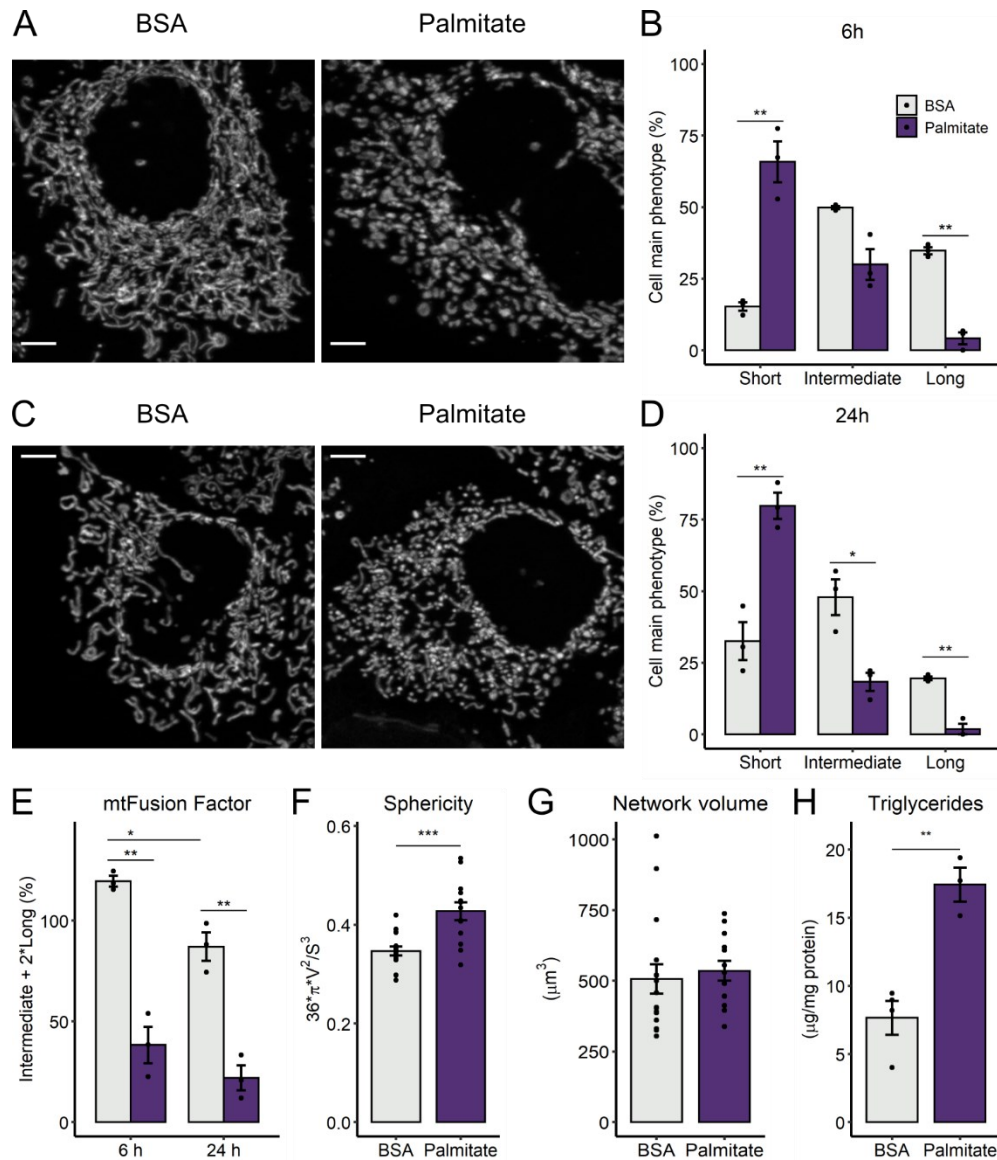 A
BSA
Palmitate
B
6h
Cell main phenotype (%)
100
75
50
25
0
**
**
BSA
Palmitate
Short
Intermediate
Long
C
BSA
Palmitate
D
24h
Cell main phenotype (%)
100
75
50
25
0
**
*
**
Short
Intermediate
Long
E
mtFusion Factor
Intermediate + 2*Long (%)
100
50
0
*
**
**
6 h
24 h
F
Sphericity
36*π*V²/S³
0.6
0.4
0.2
0.0
***
BSA
Palmitate
G
Network volume
(μm³)
1000
750
500
250
0
BSA
Palmitate
H
Triglycerides
(μg/mg protein)
20
15
10
5
0
**
BSA
Palmitate